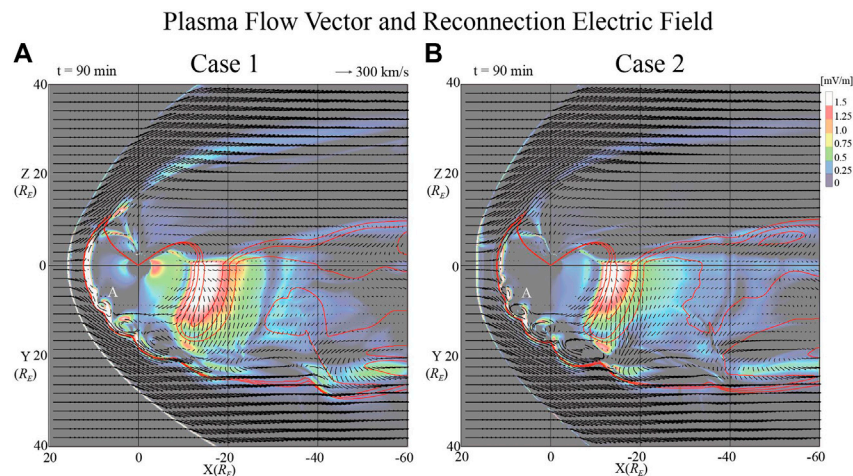 Plasma Flow Vector and Reconnection Electric Field
A
t = 90 min
Case 1
300 km/s
B
t = 90 min
Case 2
[mV/m]
1.5
1.25
1.0
0.75
0.5
0.25
0
40
Z 20
(RE)
0
Y 20
(RE)
40
A
20 0 -20 -40 -60
X(RE)
40
Z 20
(RE)
0
Y 20
(RE)
40
A
20 0 -20 -40 -60
X(RE)